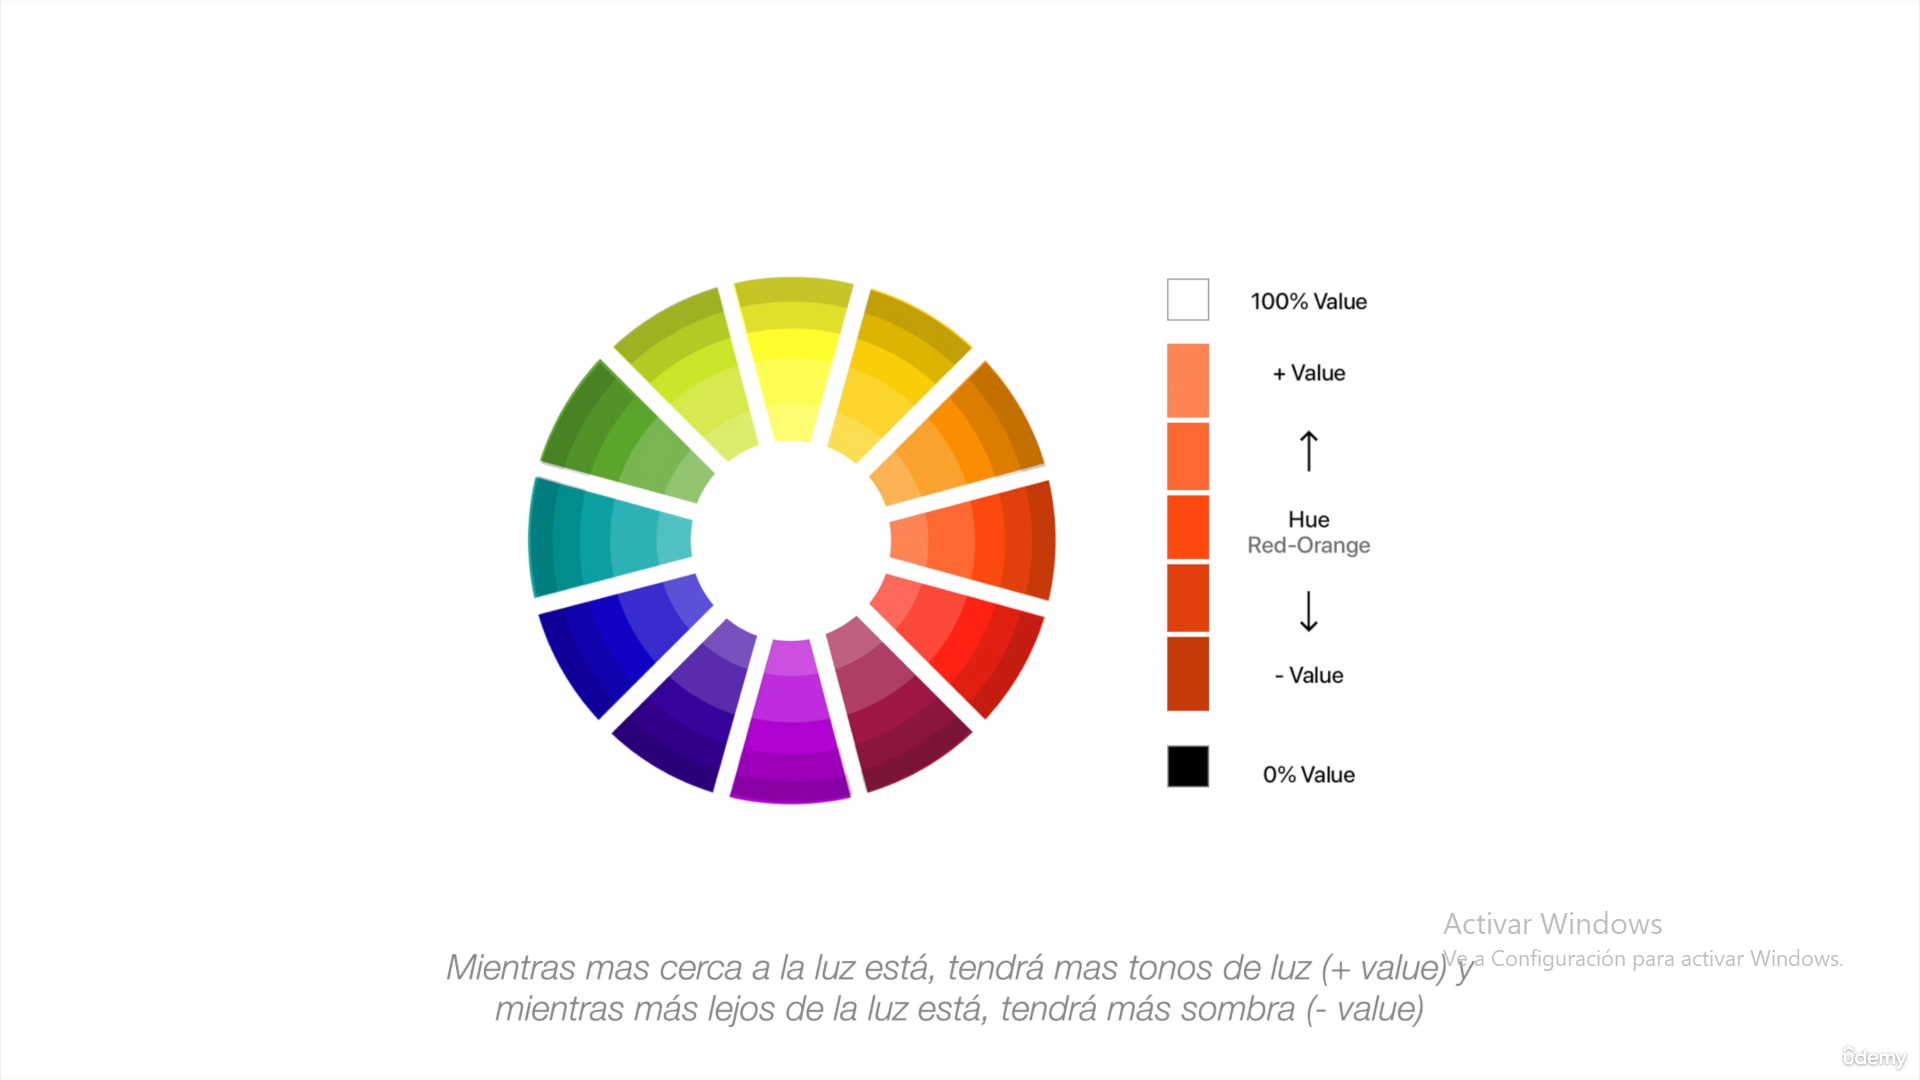 100% Value
+ Value
Hue
Red-Orange
- Value
0% Value
Activar Windows
Ve a Configuración para activar Windows.
Mientras mas cerca a la luz está, tendrá mas tonos de luz (+ value) y
mientras más lejos de la luz está, tendrá más sombra (- value)
ûdemy